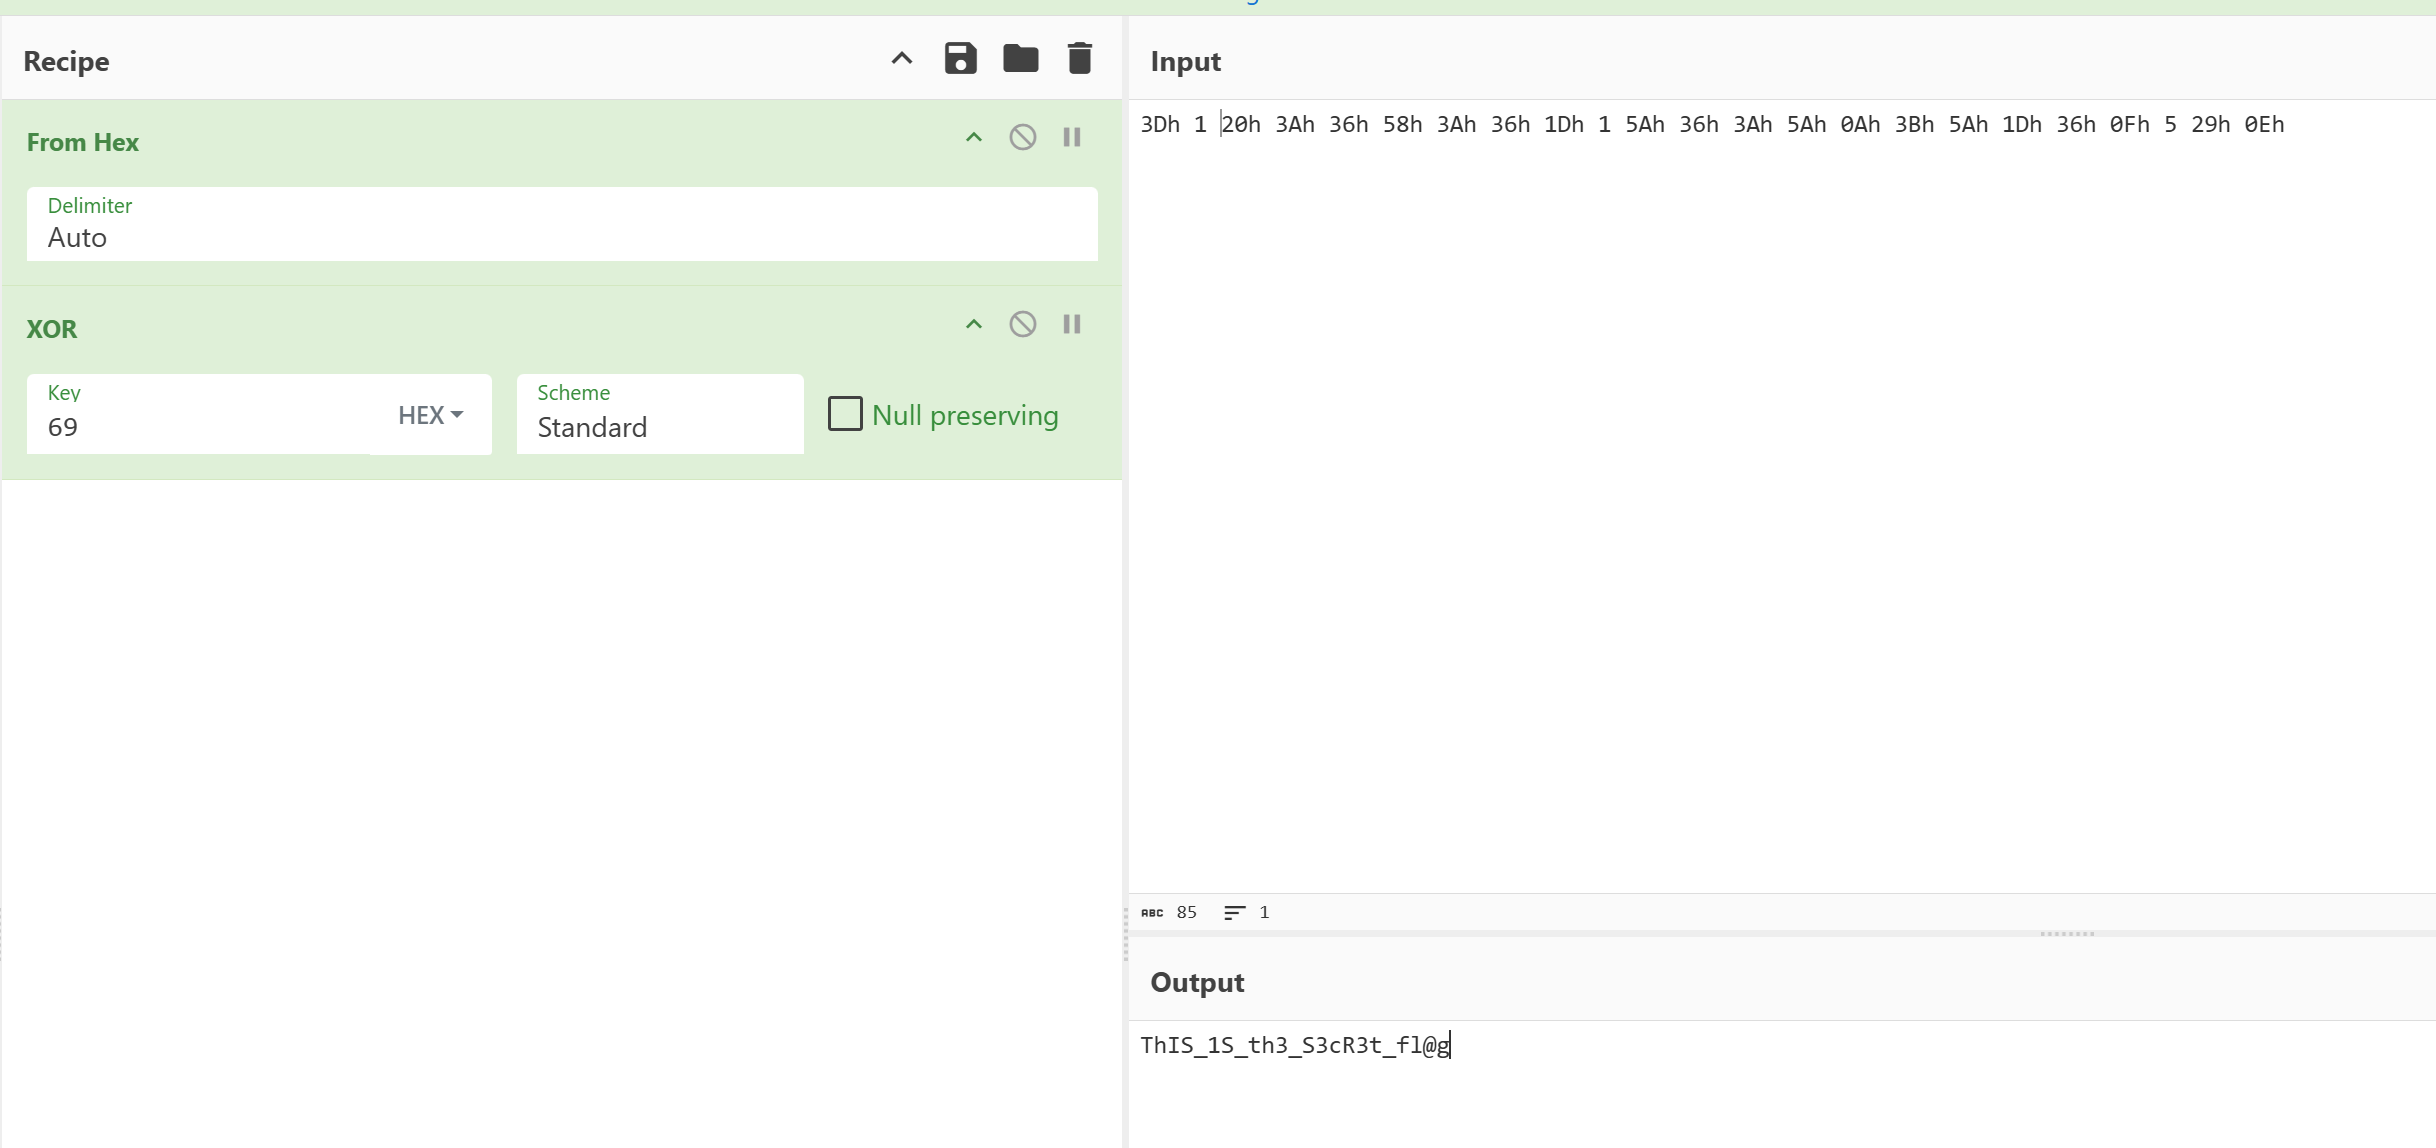 Recipe
From Hex
Delimiter
Auto
XOR
Key
69
HEX
Scheme
Standard
Null preserving
Input
3Dh 1 20h 3Ah 36h 58h 3Ah 36h 1Dh 1 5Ah 36h 3Ah 5Ah 0Ah 3Bh 5Ah 1Dh 36h 0Fh 5 29h 0Eh
ABC 85 1
Output
ThIS_1S_th3_S3cR3t_fl@g